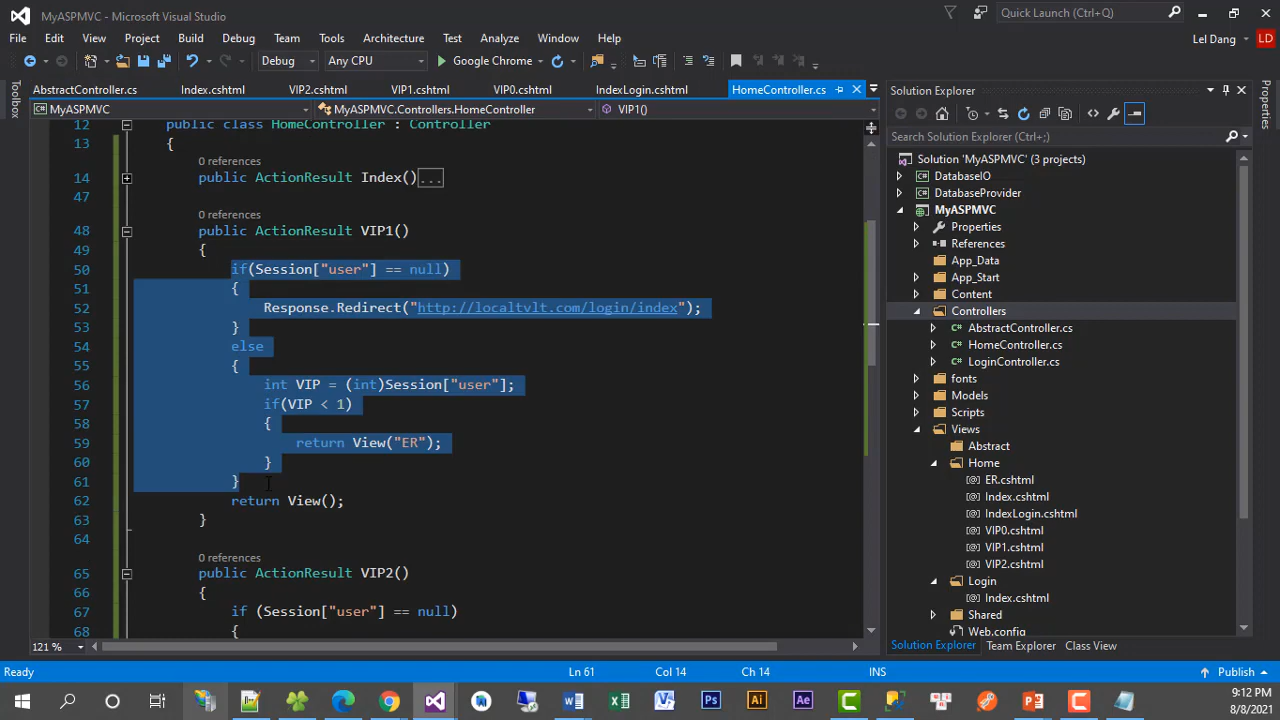 MyASPMVC - Microsoft Visual Studio
Quick Launch (Ctrl+Q)
File Edit View Project Build Debug Team Tools Architecture Test Analyze Window Help
Lel Dang LD
Debug Any CPU Google Chrome
AbstractController.cs Index.cshtml VIP2.cshtml VIP1.cshtml VIP0.cshtml IndexLogin.cshtml HomeController.cs
MyASPMVC MyASPMVC.Controllers.HomeController VIP1()
Toolbox
12 public class HomeController : Controller
13 {
0 references
14 public ActionResult Index()...
47
0 references
48 public ActionResult VIP1()
49 {
50 if(Session["user"] == null)
51 {
52 Response.Redirect("http://localtvlt.com/login/index");
53 }
54 else
55 {
56 int VIP = (int)Session["user"];
57 if(VIP < 1)
58 {
59 return View("ER");
60 }
61 }
62 return View();
63 }
64
0 references
65 public ActionResult VIP2()
66 {
67 if (Session["user"] == null)
68 {
121 %
Solution Explorer
Search Solution Explorer (Ctrl+;)
Solution 'MyASPMVC' (3 projects)
DatabaseIO
DatabaseProvider
MyASPMVC
Properties
References
App_Data
App_Start
Content
Controllers
AbstractController.cs
HomeController.cs
LoginController.cs
fonts
Models
Scripts
Views
Abstract
Home
ER.cshtml
Index.cshtml
IndexLogin.cshtml
VIP0.cshtml
VIP1.cshtml
VIP2.cshtml
Login
Index.cshtml
Shared
Web.config
Solution Explorer Team Explorer Class View
Properties
Ready Ln 61 Col 14 Ch 14 INS Publish
Ps Ai Ae
9:12 PM
8/8/2021